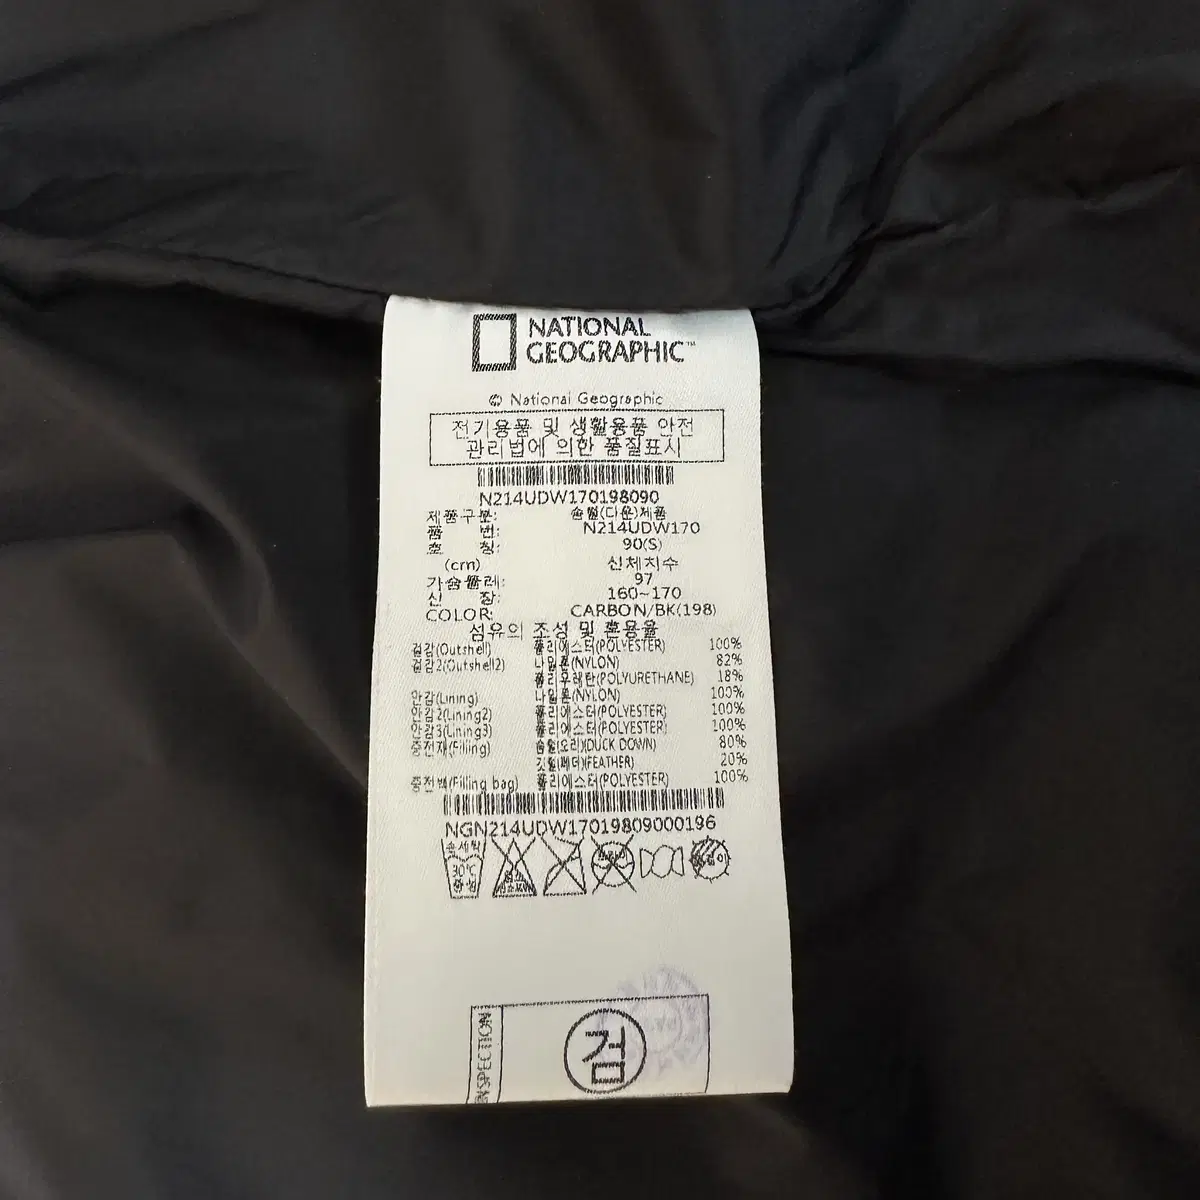 NATIONAL
GEOGRAPHIC™
© National Geographic
전기용품 및 생활용품 안전
관리법에 의한 품질표시
N214UDW170198090
제품구분: 솜털(다운)제품
품 번: N214UDW170
호 칭: 90(S)
(cm) 신체치수
가슴둘레: 97
신 장: 160~170
COLOR: CARBON/BK(198)
섬유의 조성 및 혼용율
겉감(Outshell) 폴리에스터(POLYESTER) 100%
겉감2(Outshell2) 나일론(NYLON) 82%
폴리우레탄(POLYURETHANE) 18%
안감(Lining) 나일론(NYLON) 100%
안감2(Lining2) 폴리에스터(POLYESTER) 100%
안감3(Lining3) 폴리에스터(POLYESTER) 100%
충전재(Filling) 솜털(오리)(DUCK DOWN) 80%
깃털(페더)(FEATHER) 20%
충전백(Filling bag) 폴리에스터(POLYESTER) 100%
NGN214UDW17019809000196
손세탁
30℃
중성
INSPECTION
검